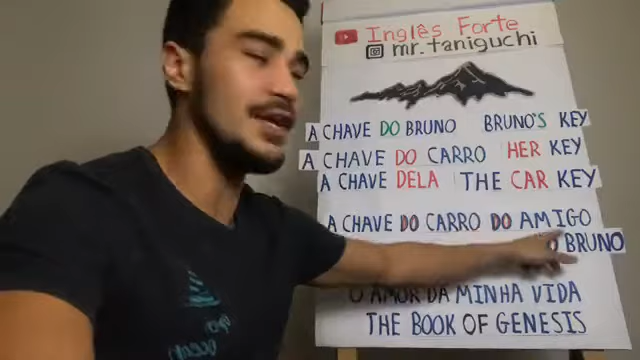 Inglês Forte
mr.taniguchi
A CHAVE DO BRUNO BRUNO'S KEY
A CHAVE DO CARRO HER KEY
A CHAVE DELA THE CAR KEY
A CHAVE DO CARRO DO AMIGO
BRUNO
O AMOR DA MINHA VIDA
THE BOOK OF GENESIS